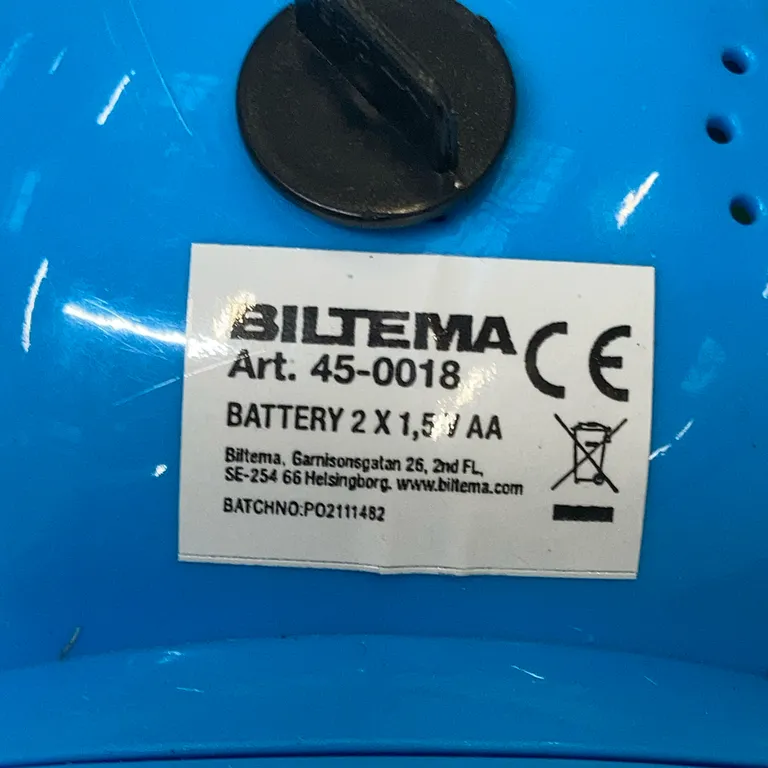 BILTEMA
CE
Art. 45-0018
BATTERY 2 X 1,5 V AA
Biltema, Garnisonsgatan 26, 2nd FL,
SE-254 66 Helsingborg. www.biltema.com
BATCHNO:PO2111482